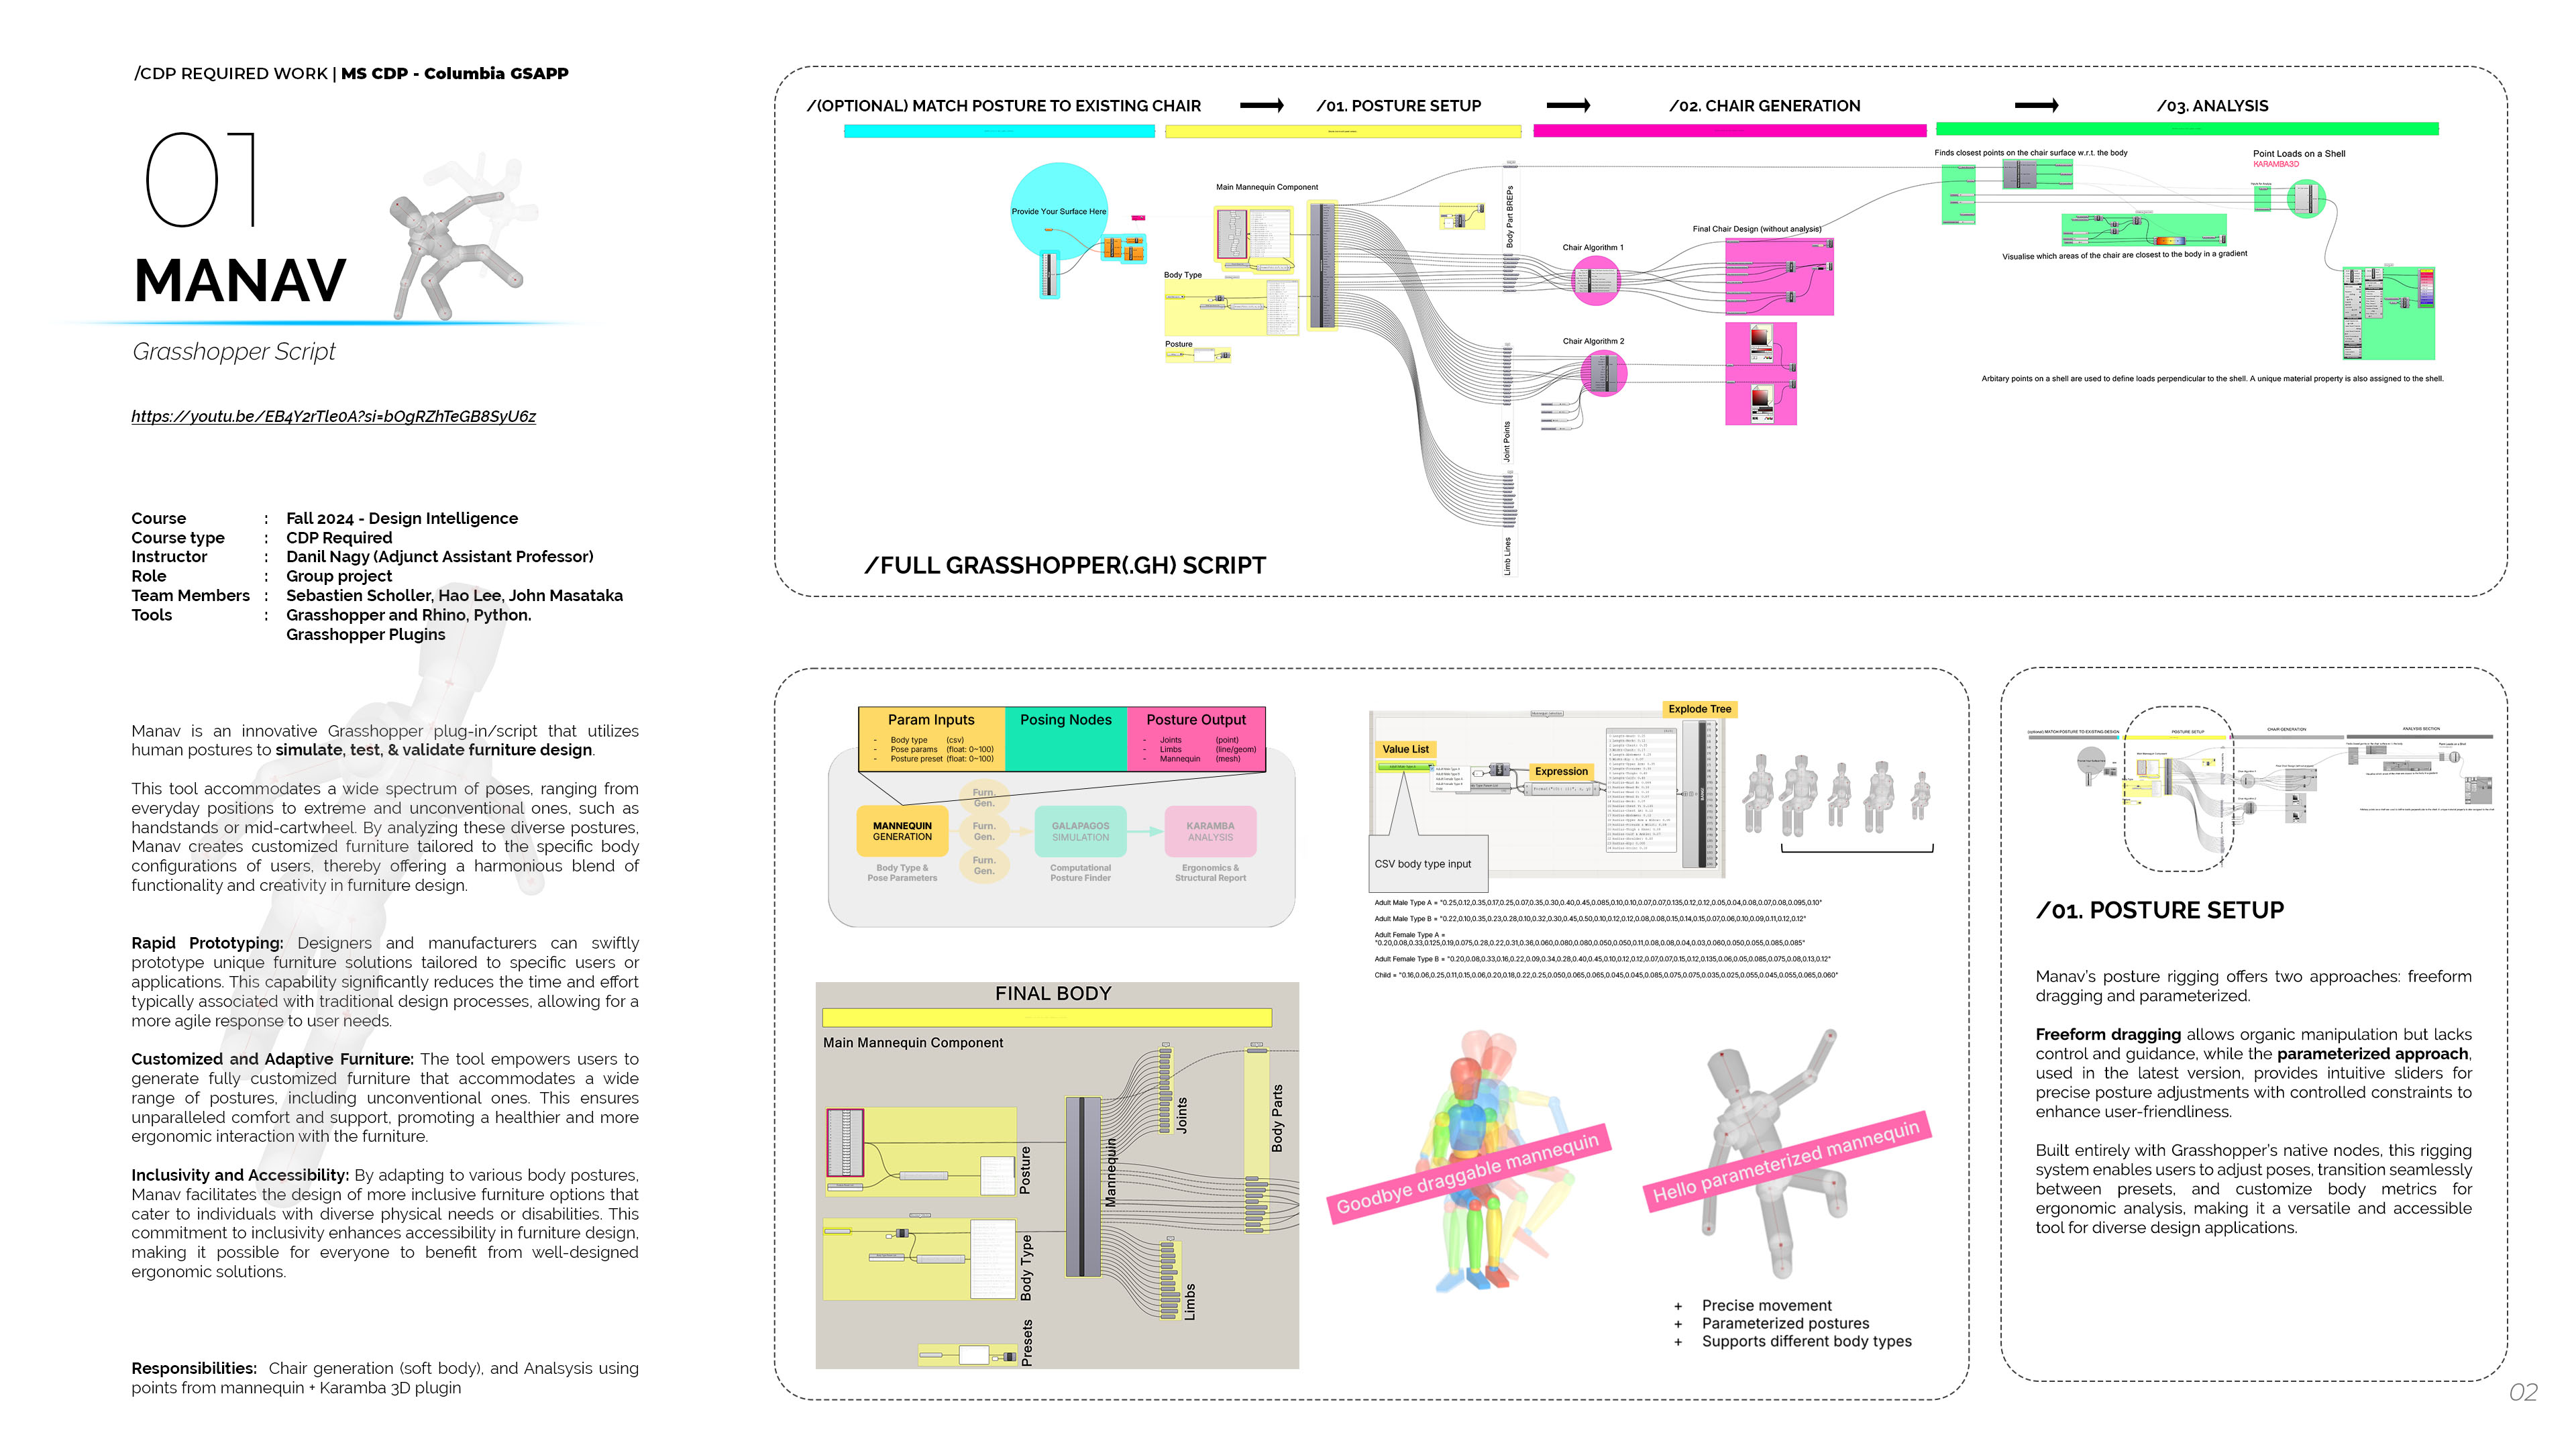 /CDP REQUIRED WORK | MS CDP - Columbia GSAPP
01
MANAV
Grasshopper Script
https://youtu.be/EB4Y2rTle0A?si=bOgRZhTeGB8SyU6z
Course : Fall 2024 - Design Intelligence
Course type : CDP Required
Instructor : Danil Nagy (Adjunct Assistant Professor)
Role : Group project
Team Members : Sebastien Scholler, Hao Lee, John Masataka
Tools : Grasshopper and Rhino, Python.
Grasshopper Plugins
Manav is an innovative Grasshopper plug-in/script that utilizes
human postures to simulate, test, & validate furniture design.
This tool accommodates a wide spectrum of poses, ranging from
everyday positions to extreme and unconventional ones, such as
handstands or mid-cartwheel. By analyzing these diverse postures,
Manav creates customized furniture tailored to the specific body
configurations of users, thereby offering a harmonious blend of
functionality and creativity in furniture design.
Rapid Prototyping: Designers and manufacturers can swiftly
prototype unique furniture solutions tailored to specific users or
applications. This capability significantly reduces the time and effort
typically associated with traditional design processes, allowing for a
more agile response to user needs.
Customized and Adaptive Furniture: The tool empowers users to
generate fully customized furniture that accommodates a wide
range of postures, including unconventional ones. This ensures
unparalleled comfort and support, promoting a healthier and more
ergonomic interaction with the furniture.
Inclusivity and Accessibility: By adapting to various body postures,
Manav facilitates the design of more inclusive furniture options that
cater to individuals with diverse physical needs or disabilities. This
commitment to inclusivity enhances accessibility in furniture design,
making it possible for everyone to benefit from well-designed
ergonomic solutions.
Responsibilities: Chair generation (soft body), and Analsysis using
points from mannequin + Karamba 3D plugin
/(OPTIONAL) MATCH POSTURE TO EXISTING CHAIR
/01. POSTURE SETUP
/02. CHAIR GENERATION
/03. ANALYSIS
Provide Your Surface Here
Main Mannequin Component
Body Type
Posture
Body Part BREPs
Joint Points
Limb Lines
Chair Algorithm 1
Chair Algorithm 2
Final Chair Design (without analysis)
Finds closest points on the chair surface w.r.t. the body
Point Loads on a Shell
KARAMBA3D
Visualise which areas of the chair are closest to the body in a gradient
Arbitary points on a shell are used to define loads perpendicular to the shell. A unique material property is also assigned to the shell.
/FULL GRASSHOPPER(.GH) SCRIPT
Param Inputs
- Body type (csv)
- Pose params (float: 0~100)
- Posture preset (float: 0~100)
Posing Nodes
Posture Output
- Joints (point)
- Limbs (line/geom)
- Mannequin (mesh)
MANNEQUIN
GENERATION
Body Type &
Pose Parameters
Furn.
Gen.
Furn.
Gen.
Furn.
Gen.
GALAPAGOS
SIMULATION
Computational
Posture Finder
KARAMBA
ANALYSIS
Ergonomics &
Structural Report
Value List
Expression
Explode Tree
CSV body type input
Adult Male Type A = "0.25,0.12,0.35,0.17,0.25,0.07,0.35,0.30,0.40,0.45,0.085,0.10,0.10,0.07,0.07,0.135,0.12,0.12,0.05,0.04,0.08,0.07,0.08,0.095,0.10"
Adult Male Type B = "0.22,0.10,0.35,0.23,0.28,0.10,0.32,0.30,0.45,0.50,0.10,0.12,0.12,0.08,0.08,0.15,0.14,0.15,0.07,0.06,0.10,0.09,0.11,0.12,0.12"
Adult Female Type A =
"0.20,0.08,0.33,0.125,0.19,0.075,0.28,0.22,0.31,0.36,0.060,0.080,0.080,0.050,0.050,0.11,0.08,0.08,0.04,0.03,0.060,0.050,0.055,0.085,0.085"
Adult Female Type B = "0.20,0.08,0.33,0.16,0.22,0.09,0.34,0.28,0.40,0.45,0.10,0.12,0.12,0.07,0.07,0.15,0.12,0.135,0.06,0.05,0.085,0.075,0.08,0.13,0.12"
Child = "0.16,0.06,0.25,0.11,0.15,0.06,0.20,0.18,0.22,0.25,0.050,0.065,0.065,0.045,0.045,0.085,0.075,0.075,0.035,0.025,0.055,0.045,0.055,0.065,0.060"
FINAL BODY
Main Mannequin Component
Posture
Body Type
Presets
Mannequin
Joints
Limbs
Body Parts
Goodbye draggable mannequin
Hello parameterized mannequin
+ Precise movement
+ Parameterized postures
+ Supports different body types
(optional) MATCH POSTURE TO EXISTING DESIGN
POSTURE SETUP
CHAIR GENERATION
ANALYSIS SECTION
/01. POSTURE SETUP
Manav's posture rigging offers two approaches: freeform
dragging and parameterized.
Freeform dragging allows organic manipulation but lacks
control and guidance, while the parameterized approach,
used in the latest version, provides intuitive sliders for
precise posture adjustments with controlled constraints to
enhance user-friendliness.
Built entirely with Grasshopper's native nodes, this rigging
system enables users to adjust poses, transition seamlessly
between presets, and customize body metrics for
ergonomic analysis, making it a versatile and accessible
tool for diverse design applications.
02